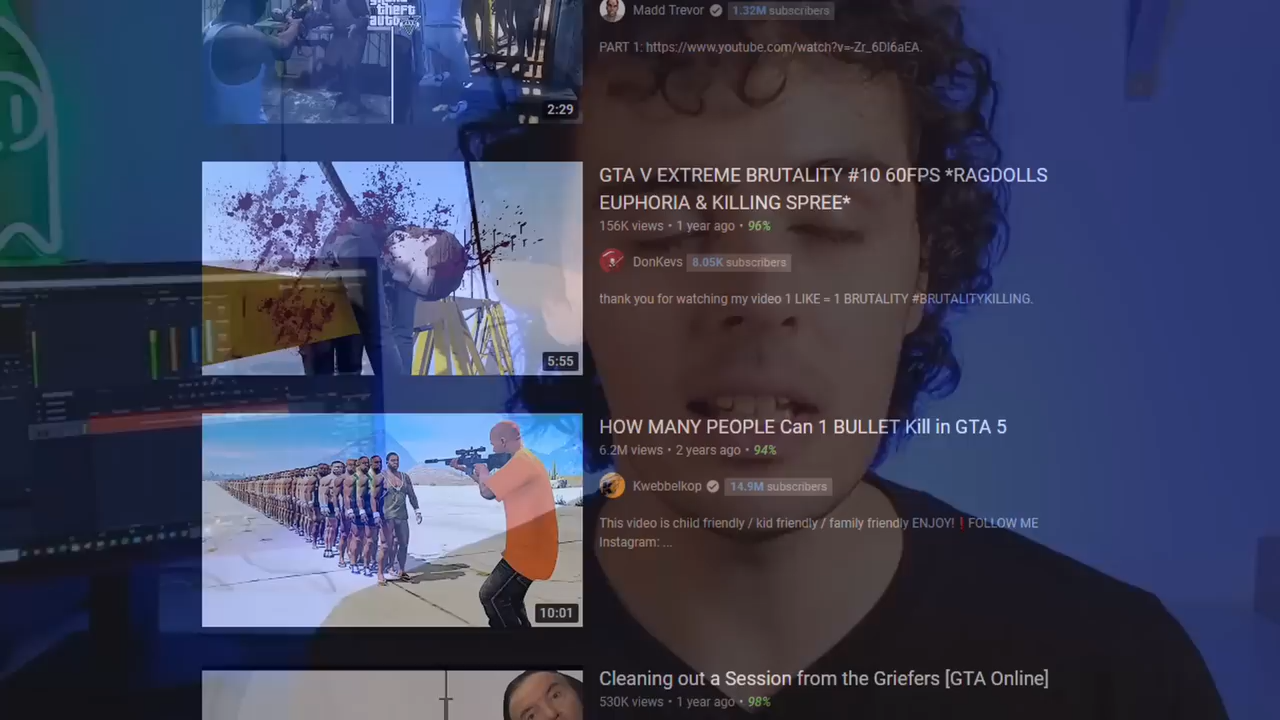 theft
auto
2:29
Madd Trevor
1.32M subscribers
PART 1: https://www.youtube.com/watch?v=-Zr_6DI6aEA.
5:55
GTA V EXTREME BRUTALITY #10 60FPS *RAGDOLLS
EUPHORIA & KILLING SPREE*
156K views • 1 year ago • 96%
DonKevs
8.05K subscribers
thank you for watching my video 1 LIKE = 1 BRUTALITY #BRUTALITYKILLING.
10:01
HOW MANY PEOPLE Can 1 BULLET Kill in GTA 5
6.2M views • 2 years ago • 94%
Kwebbelkop
14.9M subscribers
This video is child friendly / kid friendly / family friendly ENJOY!❗FOLLOW ME
Instagram: ...
Cleaning out a Session from the Griefers [GTA Online]
530K views • 1 year ago • 98%